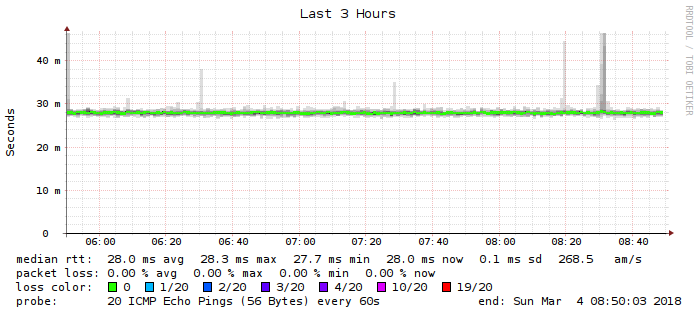 Last 3 Hours
RRDTOOL / TOBI OETIKER
Seconds
40 m
30 m
20 m
10 m
0
06:00 06:20 06:40 07:00 07:20 07:40 08:00 08:20 08:40
median rtt: 28.0 ms avg 28.3 ms max 27.7 ms min 28.0 ms now 0.1 ms sd 268.5 am/s
packet loss: 0.00 % avg 0.00 % max 0.00 % min 0.00 % now
loss color: 0 1/20 2/20 3/20 4/20 10/20 19/20
probe: 20 ICMP Echo Pings (56 Bytes) every 60s end: Sun Mar 4 08:50:03 2018